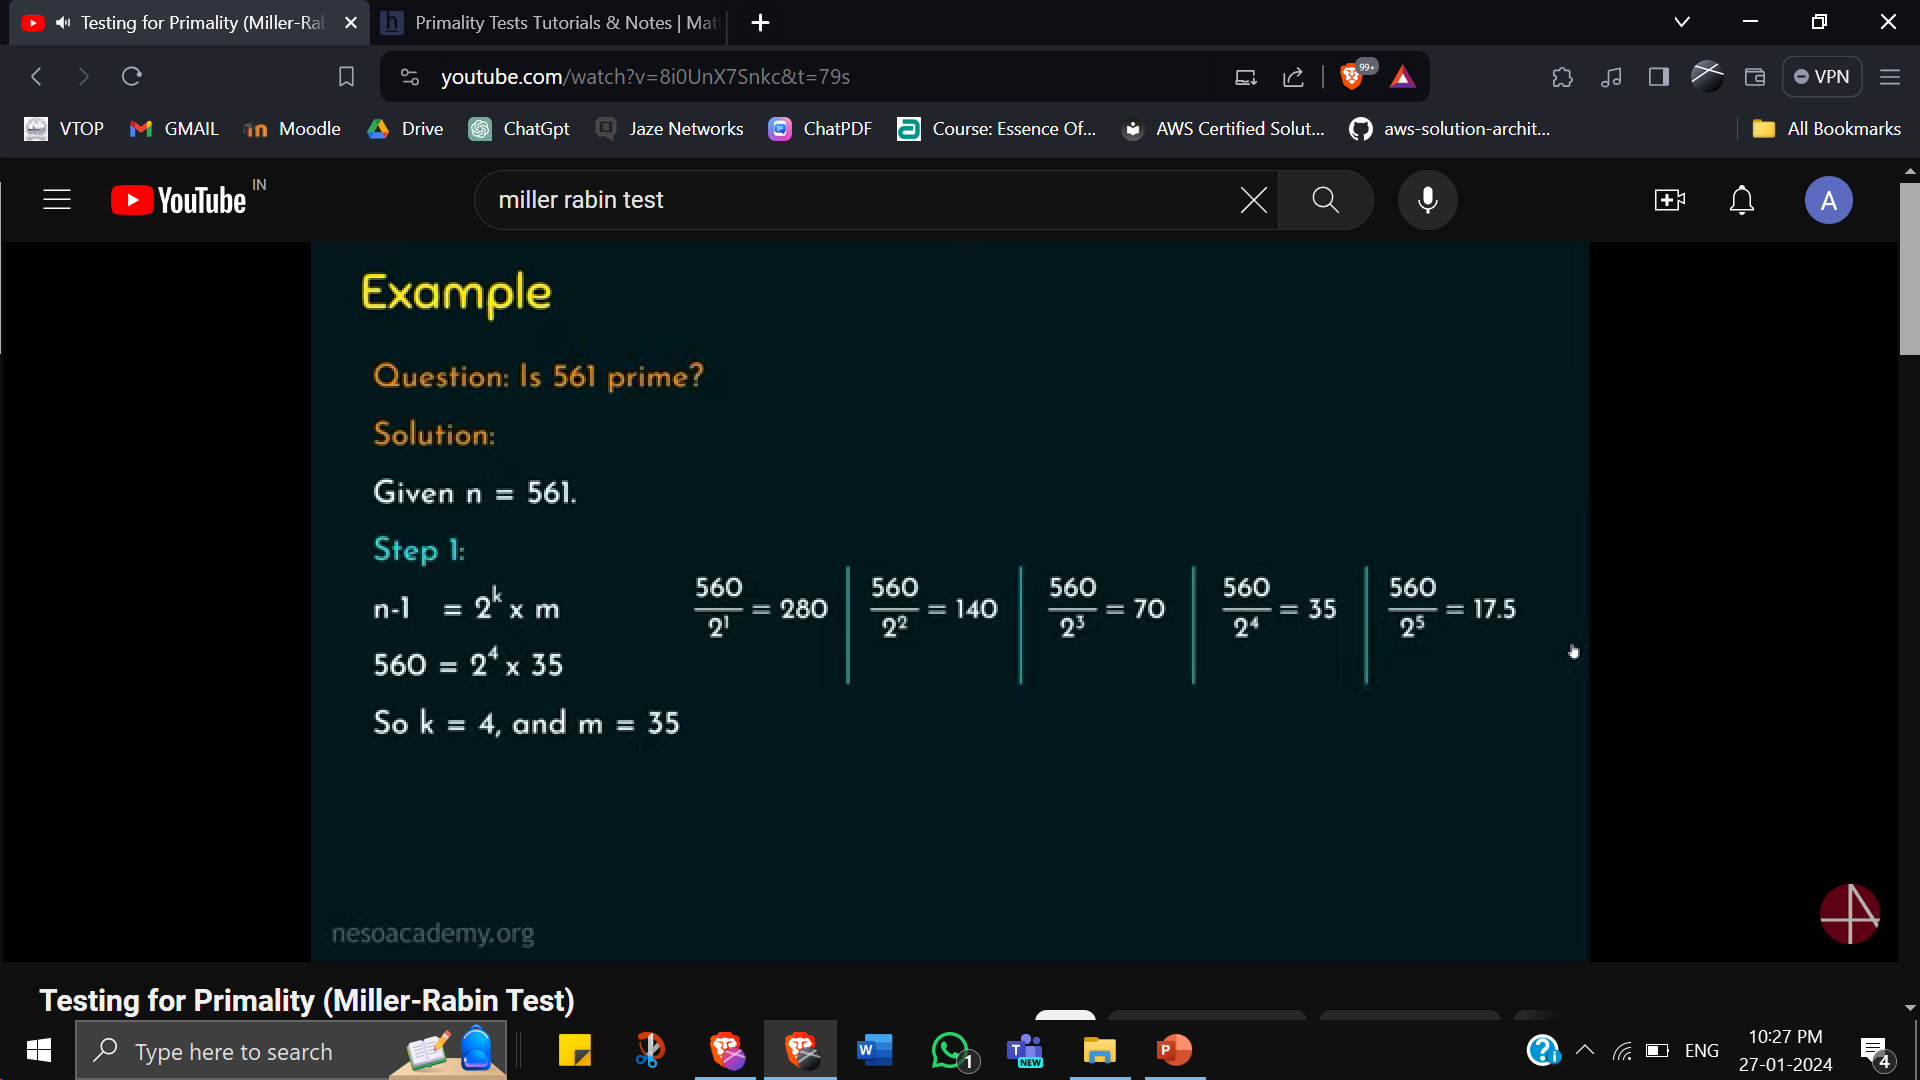 Testing for Primality (Miller-Rab
Primality Tests Tutorials & Notes | Mat
youtube.com/watch?v=8i0UnX7Snkc&t=79s
99+
VPN
VTOP
GMAIL
Moodle
Drive
ChatGpt
Jaze Networks
ChatPDF
Course: Essence Of...
AWS Certified Solut...
aws-solution-archit...
All Bookmarks
YouTube IN
miller rabin test
A
Example
Question: Is 561 prime?
Solution:
Given n = 561.
Step 1:
n-1 = 2^k x m
560/2^1 = 280
560/2^2 = 140
560/2^3 = 70
560/2^4 = 35
560/2^5 = 17.5
560 = 2^4 x 35
So k = 4, and m = 35
nesoacademy.org
Testing for Primality (Miller-Rabin Test)
Type here to search
W
1
T
NEW
P
ENG
10:27 PM
27-01-2024
4